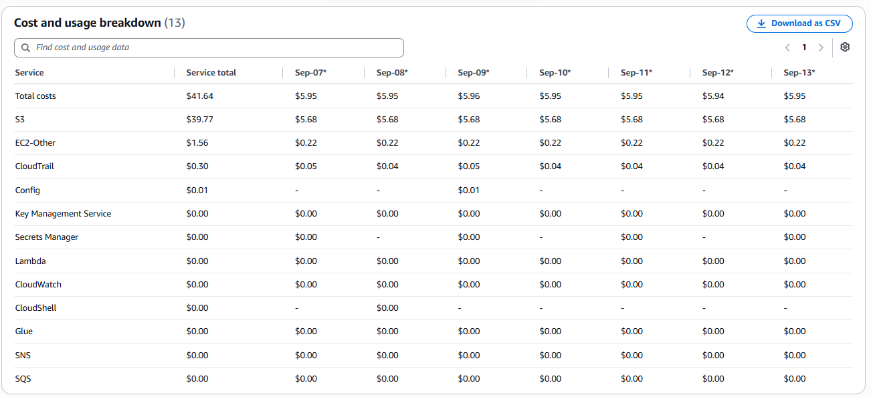 Cost and usage breakdown (13)
Download as CSV
Find cost and usage data
1
Service Service total Sep-07* Sep-08* Sep-09* Sep-10* Sep-11* Sep-12* Sep-13*
Total costs $41.64 $5.95 $5.95 $5.96 $5.95 $5.95 $5.94 $5.95
S3 $39.77 $5.68 $5.68 $5.68 $5.68 $5.68 $5.68 $5.68
EC2-Other $1.56 $0.22 $0.22 $0.22 $0.22 $0.22 $0.22 $0.22
CloudTrail $0.30 $0.05 $0.04 $0.05 $0.04 $0.04 $0.04 $0.04
Config $0.01 - - $0.01 - - - -
Key Management Service $0.00 $0.00 $0.00 $0.00 $0.00 $0.00 $0.00 $0.00
Secrets Manager $0.00 $0.00 - $0.00 - $0.00 - $0.00
Lambda $0.00 $0.00 $0.00 $0.00 $0.00 $0.00 $0.00 $0.00
CloudWatch $0.00 $0.00 $0.00 $0.00 $0.00 $0.00 $0.00 $0.00
CloudShell $0.00 - $0.00 - - - - -
Glue $0.00 $0.00 $0.00 $0.00 $0.00 $0.00 $0.00 $0.00
SNS $0.00 $0.00 $0.00 $0.00 $0.00 $0.00 $0.00 $0.00
SQS $0.00 $0.00 $0.00 $0.00 $0.00 $0.00 $0.00 $0.00